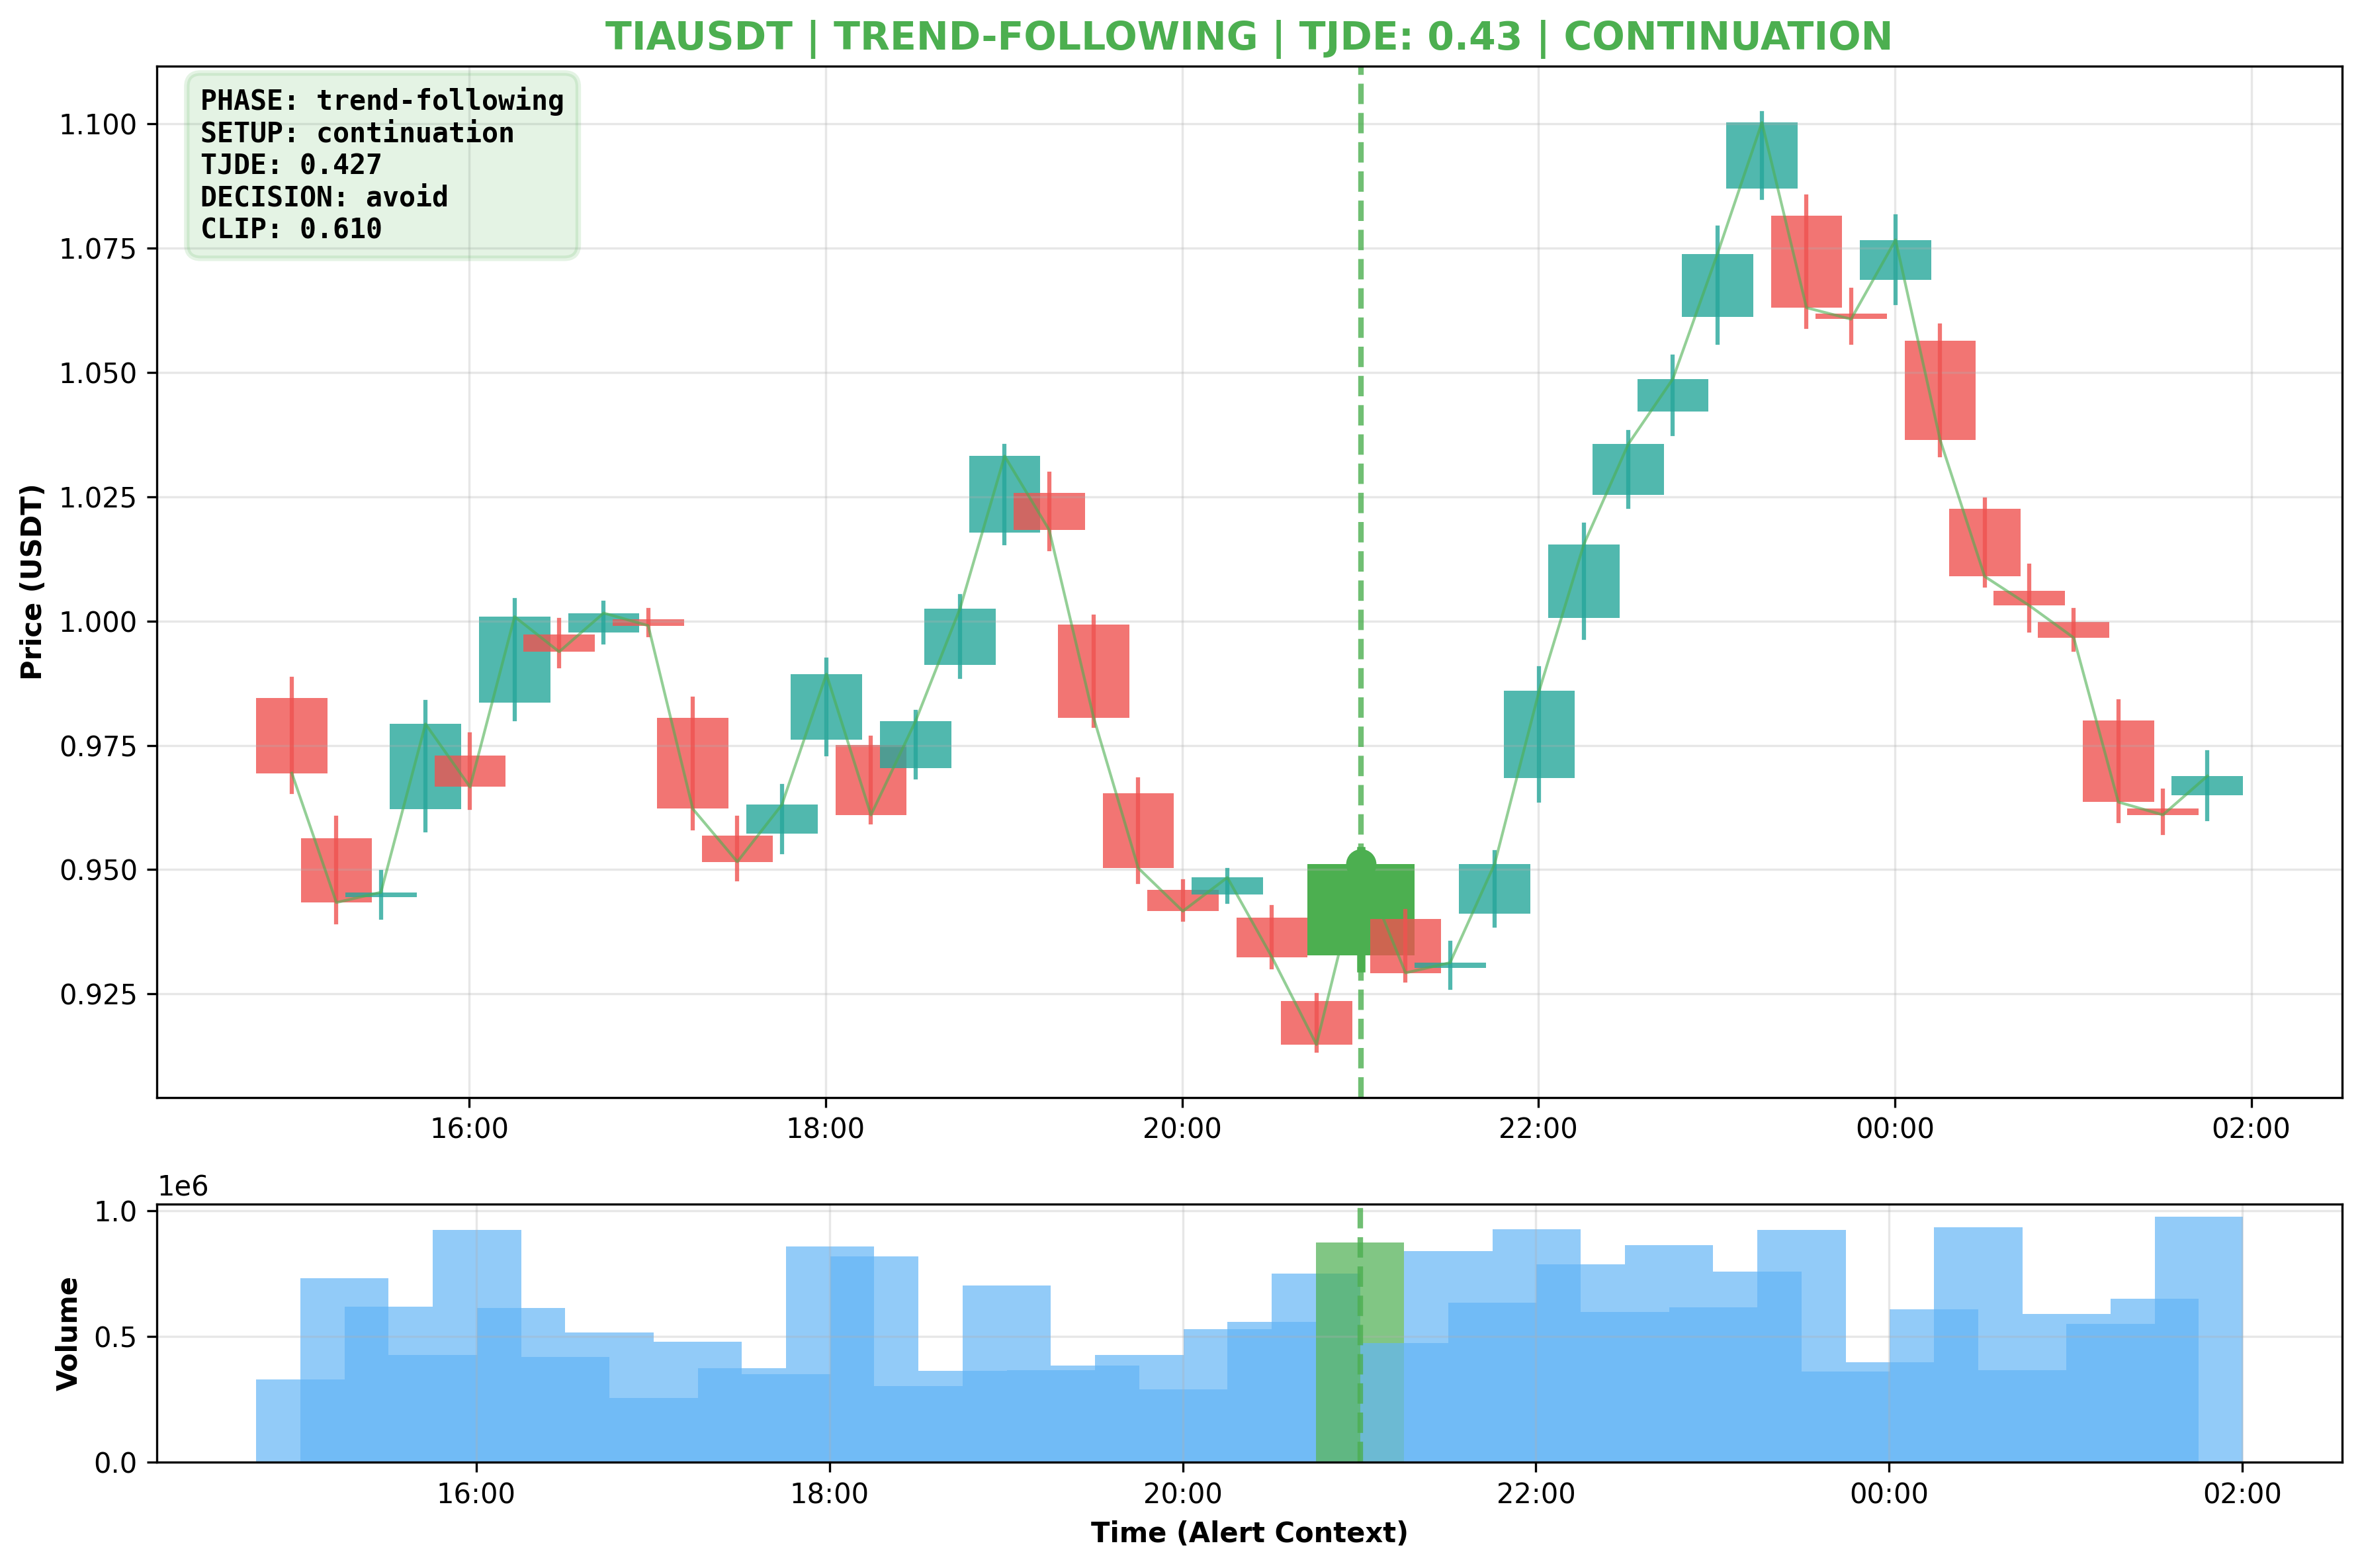 TIAUSDT | TREND-FOLLOWING | TJDE: 0.43 | CONTINUATION
PHASE: trend-following
SETUP: continuation
TJDE: 0.427
DECISION: avoid
CLIP: 0.610
Price (USDT)
1.100
1.075
1.050
1.025
1.000
0.975
0.950
0.925
16:00 18:00 20:00 22:00 00:00 02:00
1e6
Volume
1.0
0.5
0.0
16:00 18:00 20:00 22:00 00:00 02:00
Time (Alert Context)